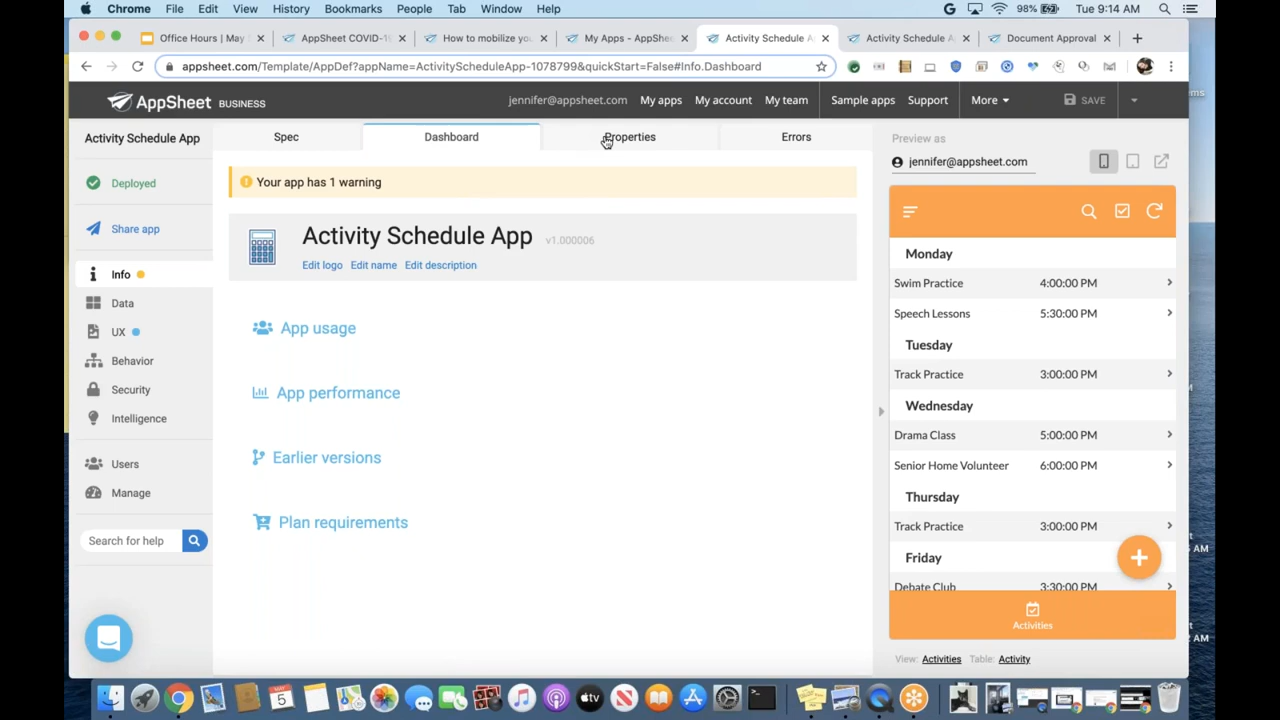 Chrome File Edit View History Bookmarks People Tab Window Help 98% Tue 9:14 AM
Office Hours | May AppSheet COVID-19 How to mobilize you My Apps - AppShe Activity Schedule A Activity Schedule A Document Approval
appsheet.com/Template/AppDef?appName=ActivityScheduleApp-1078799&quickStart=False#Info.Dashboard
AppSheet BUSINESS jennifer@appsheet.com My apps My account My team Sample apps Support More SAVE
Activity Schedule App Spec Dashboard Properties Errors Preview as
jennifer@appsheet.com
Deployed Your app has 1 warning
Share app Activity Schedule App v1.000006
Edit logo Edit name Edit description
Info
Data
UX
Behavior
Security
Intelligence
Users
Manage
Search for help
App usage
App performance
Earlier versions
Plan requirements
Monday
Swim Practice 4:00:00 PM
Speech Lessons 5:30:00 PM
Tuesday
Track Practice 3:00:00 PM
Wednesday
Drama Class 5:00:00 PM
Senior Home Volunteer 6:00:00 PM
Thursday
Track Practice 3:00:00 PM
Friday
Debate Club 3:30:00 PM
Activities
View: Activities Table: Activity